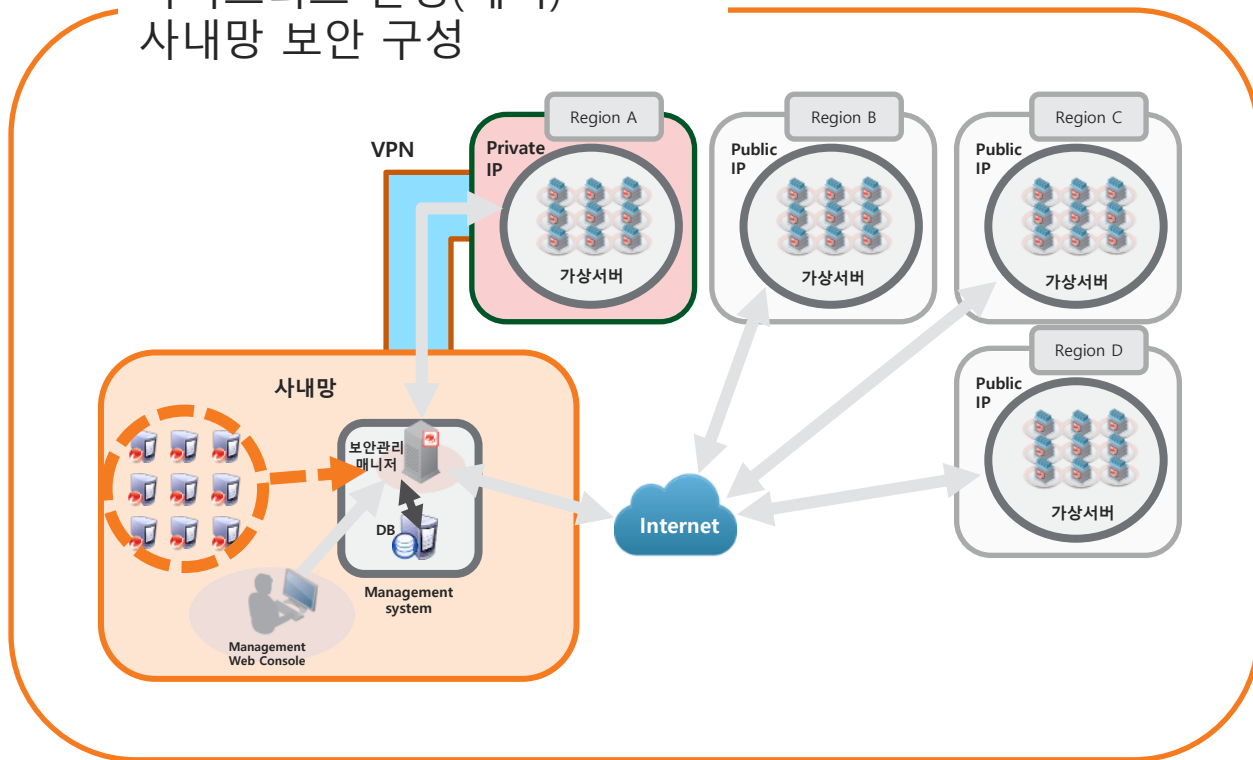 사내망 보안 구성
Region A
Region B
Region C
VPN
Private
IP
Public
IP
Public
IP
가상서버
가상서버
가상서버
Region D
Public
IP
가상서버
사내망
보안관리
매니저
DB
Internet
Management
system
Management
Web Console